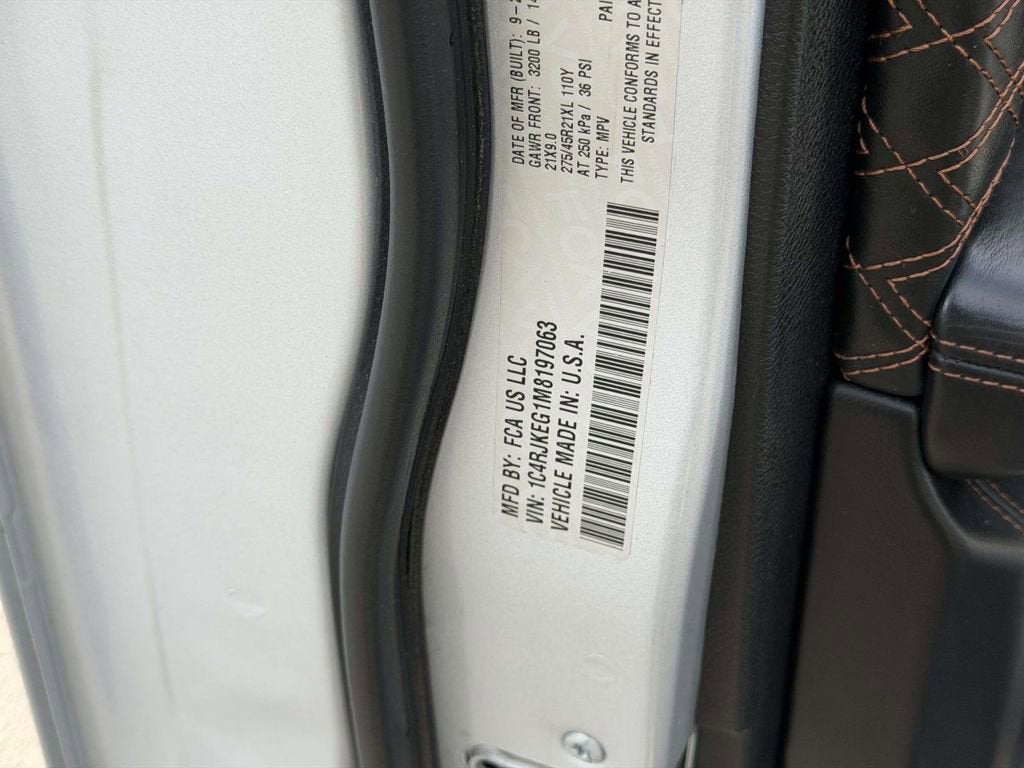 MFD BY: FCA US LLC
VIN: 1C4RJKEG1M8197063
VEHICLE MADE IN: U.S.A.
DATE OF MFR (BUILT): 9-
GAWR FRONT: 3200 LB /
21X9.0
275/45R21XL 110Y
AT 250 kPa / 36 PSI
TYPE: MPV
THIS VEHICLE CONFORMS TO
STANDARDS IN EFFECT